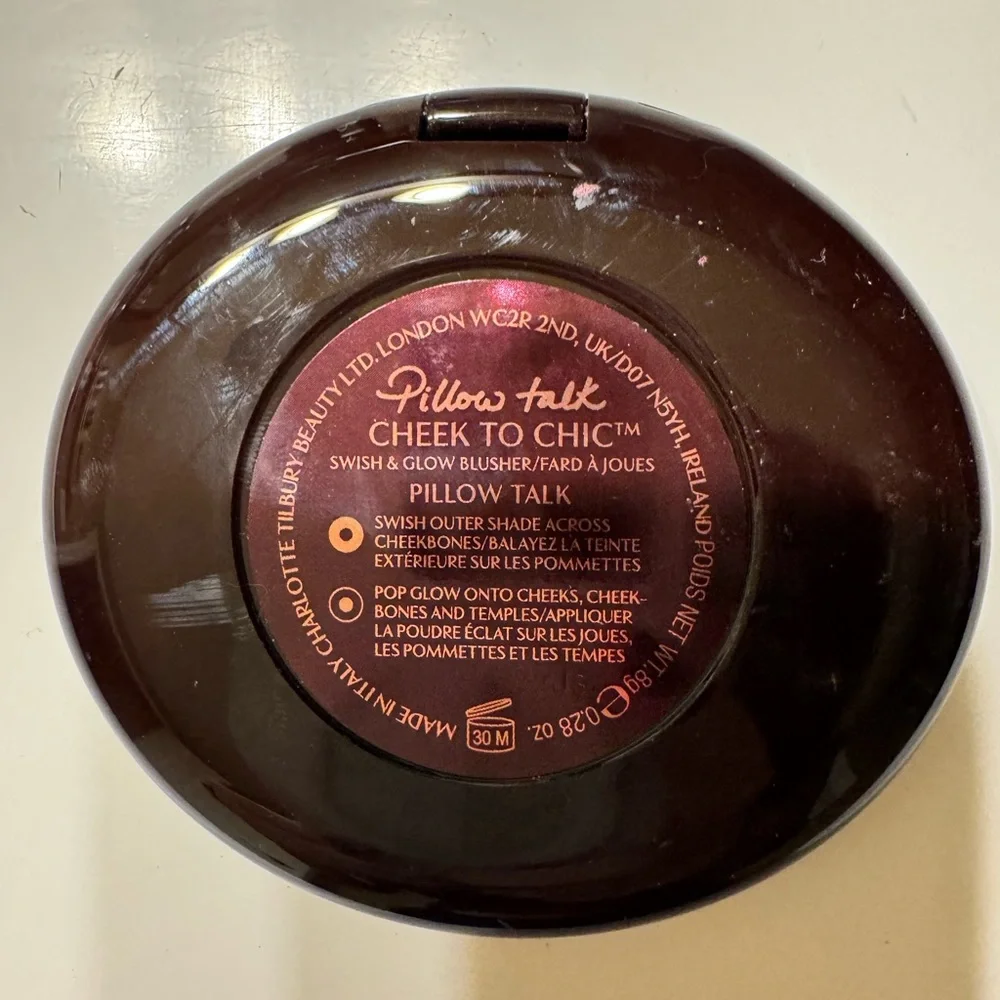 MADE IN ITALY CHARLOTTE TILBURY BEAUTY LTD. LONDON WC2R 2ND, UK/D07 N5YH, IRELAND POIDS NET WT. 8g e 0.28 OZ.
Pillow talk
CHEEK TO CHIC™
SWISH & GLOW BLUSHER/FARD À JOUES
PILLOW TALK
SWISH OUTER SHADE ACROSS
CHEEKBONES/BALAYEZ LA TEINTE
EXTÉRIEURE SUR LES POMMETTES
POP GLOW ONTO CHEEKS, CHEEK-
BONES AND TEMPLES/APPLIQUER
LA POUDRE ÉCLAT SUR LES JOUES,
LES POMMETTES ET LES TEMPES
30 M